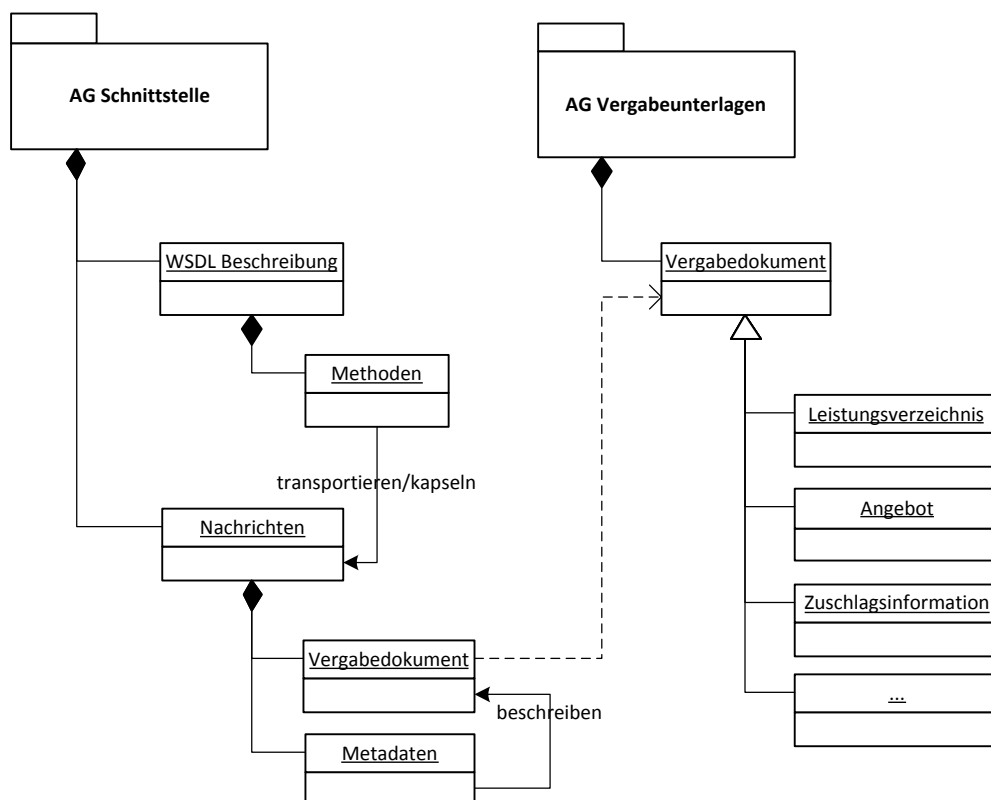 AG Schnittstelle
AG Vergabeunterlagen
WSDL Beschreibung
Vergabedokument
Methoden
Leistungsverzeichnis
transportieren/kapseln
Nachrichten
Angebot
Zuschlagsinformation
Vergabedokument
...
beschreiben
Metadaten